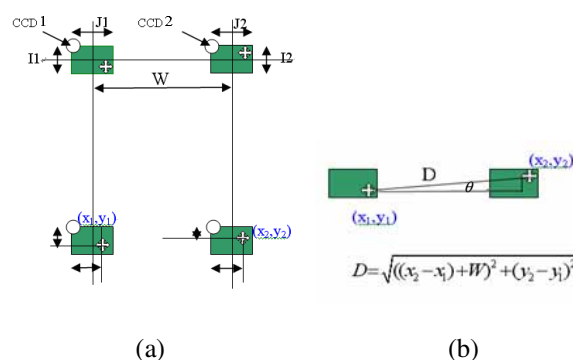 CCD 1
J1
CCD 2
J2
I1
I2
W
(x₁,y₁)
(x₂,y₂)
(a)
(x₂,y₂)
D
θ
(x₁,y₁)
D=√((x₂−x₁)+W)²+(y₂−y₁)²
(b)